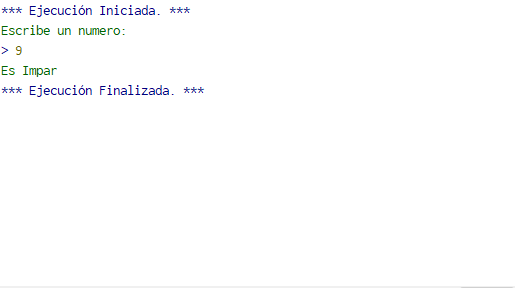 *** Ejecución Iniciada. ***
Escribe un numero:
> 9
Es Impar
*** Ejecución Finalizada. ***